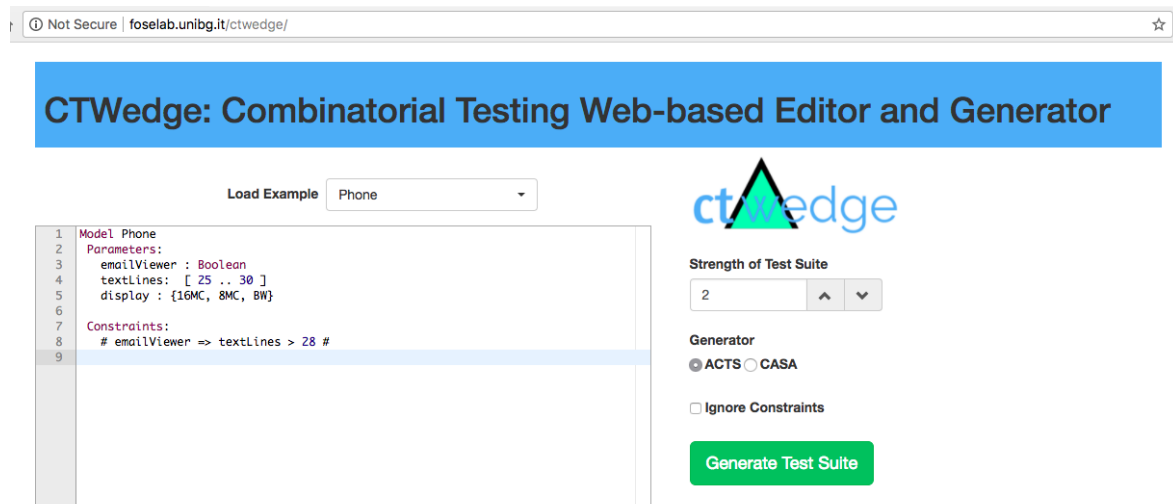 Not Secure | foselab.unibg.it/ctwedge/
CTWedge: Combinatorial Testing Web-based Editor and Generator
Load Example Phone
ctwedge
1 Model Phone
2 Parameters:
3 emailViewer : Boolean
4 textLines: [ 25 .. 30 ]
5 display : {16MC, 8MC, BW}
6
7 Constraints:
8 # emailViewer => textLines > 28 #
9
Strength of Test Suite
2
Generator
ACTS CASA
Ignore Constraints
Generate Test Suite